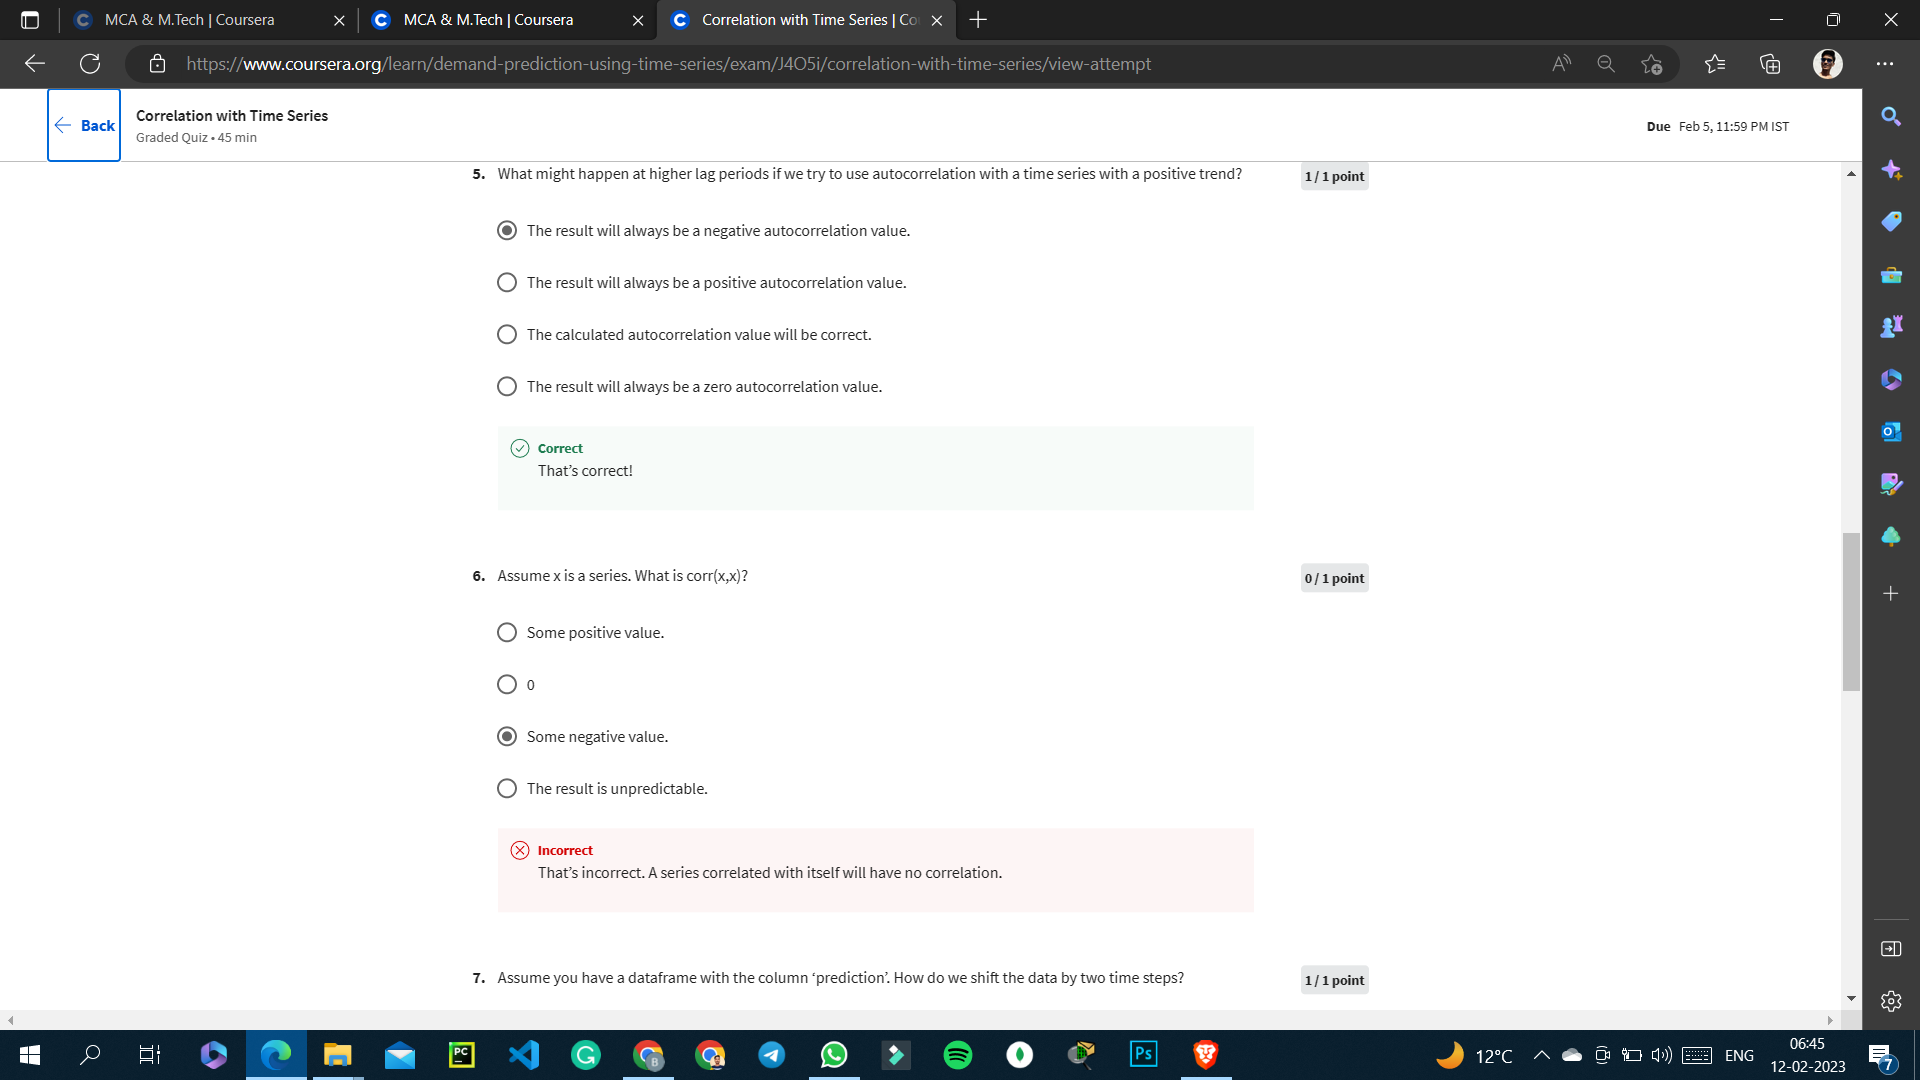 MCA & M.Tech | Coursera
MCA & M.Tech | Coursera
Correlation with Time Series | Co
https://www.coursera.org/learn/demand-prediction-using-time-series/exam/J4O5i/correlation-with-time-series/view-attempt
Back
Correlation with Time Series
Graded Quiz • 45 min
Due Feb 5, 11:59 PM IST
5. What might happen at higher lag periods if we try to use autocorrelation with a time series with a positive trend?
1 / 1 point
The result will always be a negative autocorrelation value.
The result will always be a positive autocorrelation value.
The calculated autocorrelation value will be correct.
The result will always be a zero autocorrelation value.
Correct
That’s correct!
6. Assume x is a series. What is corr(x,x)?
0 / 1 point
Some positive value.
0
Some negative value.
The result is unpredictable.
Incorrect
That’s incorrect. A series correlated with itself will have no correlation.
7. Assume you have a dataframe with the column ‘prediction’. How do we shift the data by two time steps?
1 / 1 point
12°C
ENG
06:45
12-02-2023
7